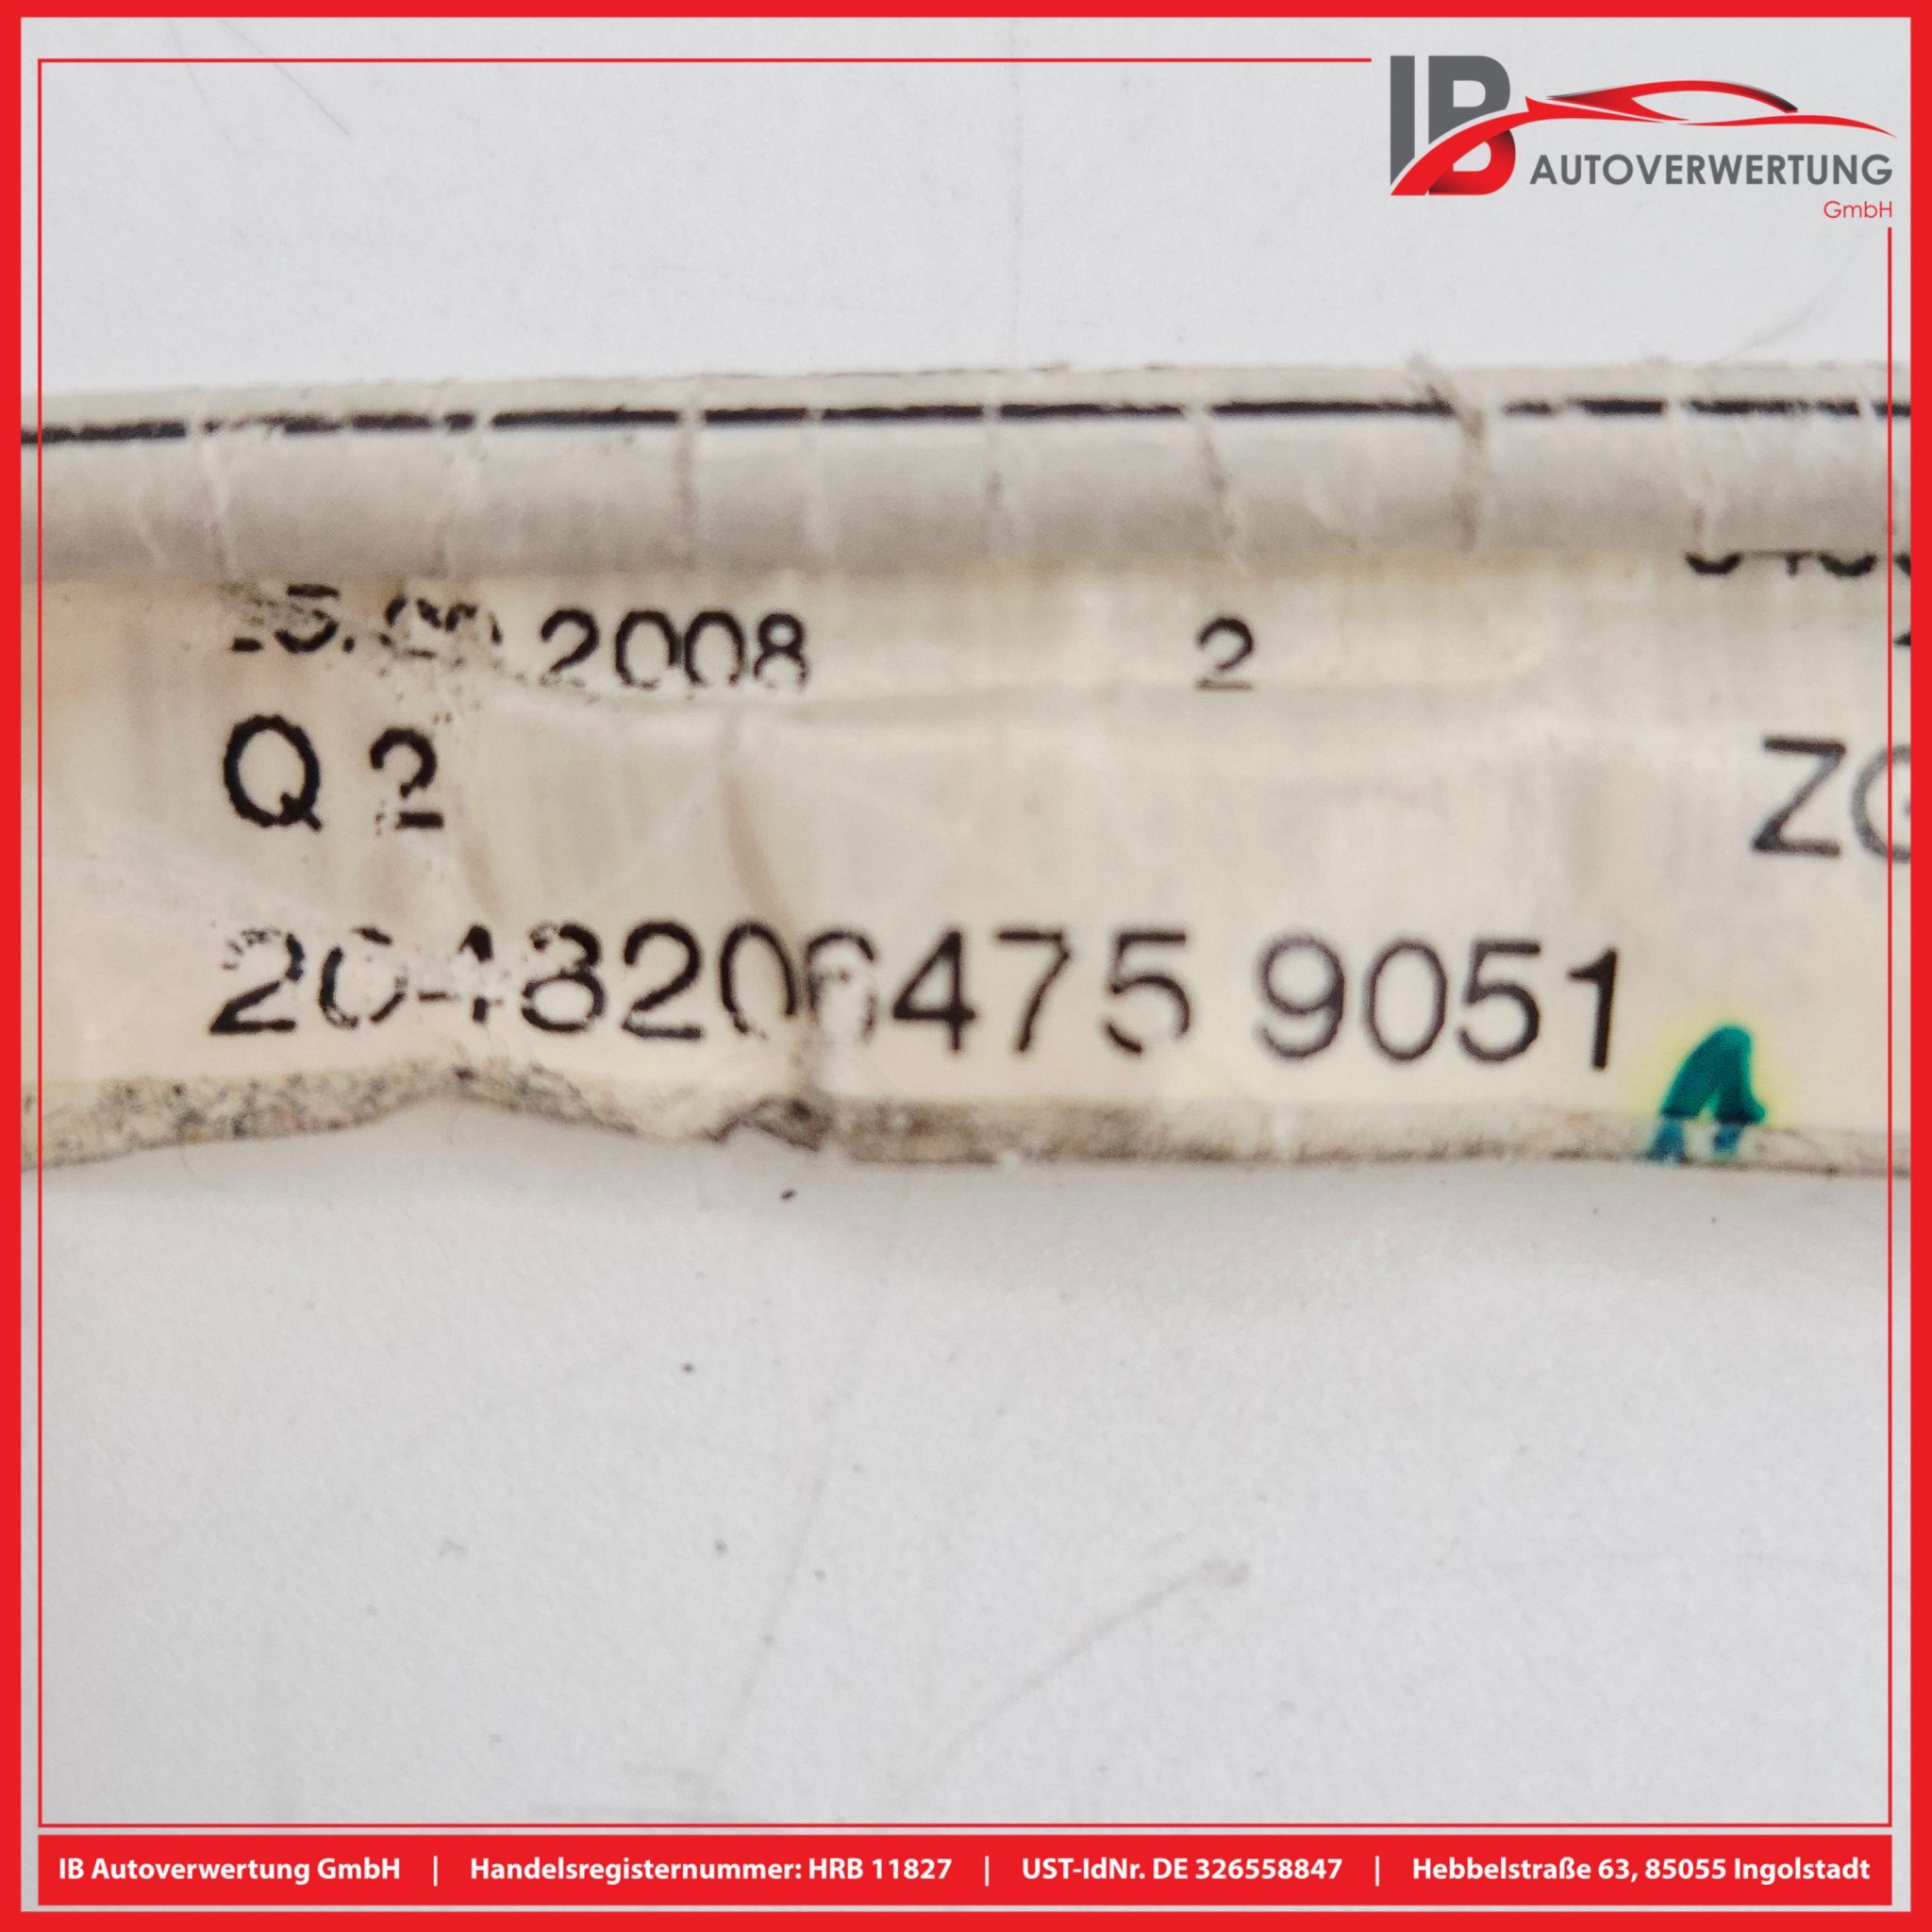 IB
AUTOVERWERTUNG
GmbH
2008 2
Q 2
2048206475 9051
IB Autoverwertung GmbH | Handelsregisternummer: HRB 11827 | UST-IdNr. DE 326558847 | Hebbelstraße 63, 85055 Ingolstadt